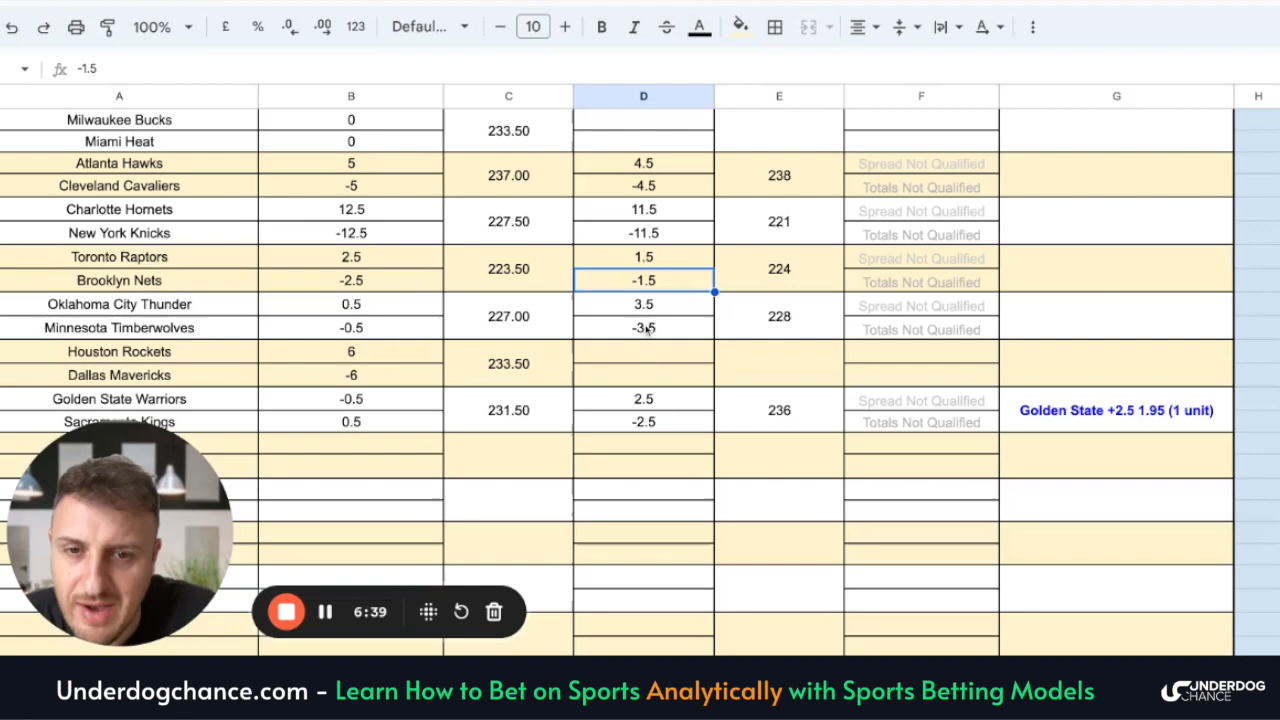 100% £ % .0 .00 123 Defaul... 10 B I A A
fx -1.5
A B C D E F G H
Milwaukee Bucks 0 233.50
Miami Heat 0
Atlanta Hawks 5 237.00 4.5 238 Spread Not Qualified
Cleveland Cavaliers -5 -4.5 Totals Not Qualified
Charlotte Hornets 12.5 227.50 11.5 221 Spread Not Qualified
New York Knicks -12.5 -11.5 Totals Not Qualified
Toronto Raptors 2.5 223.50 1.5 224 Spread Not Qualified
Brooklyn Nets -2.5 -1.5 Totals Not Qualified
Oklahoma City Thunder 0.5 227.00 3.5 228 Spread Not Qualified
Minnesota Timberwolves -0.5 -3.5 Totals Not Qualified
Houston Rockets 6 233.50
Dallas Mavericks -6
Golden State Warriors -0.5 231.50 2.5 236 Spread Not Qualified Golden State +2.5 1.95 (1 unit)
Sacramento Kings 0.5 -2.5 Totals Not Qualified
6:39
Underdogchance.com - Learn How to Bet on Sports Analytically with Sports Betting Models
UNDERDOG
CHANCE